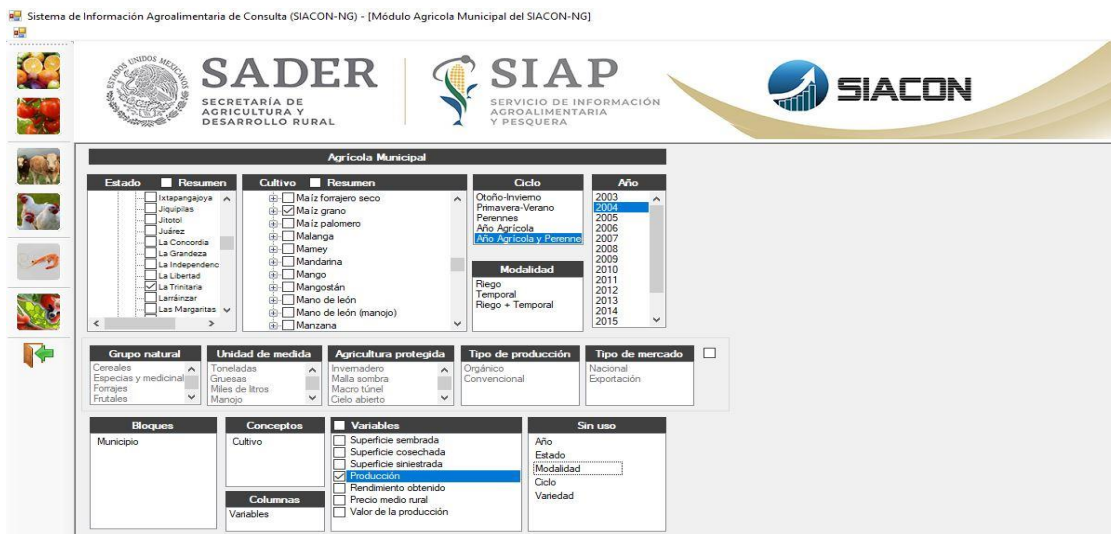 Sistema de Información Agroalimentaria de Consulta (SIACON-NG) - [Módulo Agricola Municipal del SIACON-NG]
ESTADOS UNIDOS MEXICANOS
SADER
SECRETARÍA DE
AGRICULTURA Y
DESARROLLO RURAL
SIAP
SERVICIO DE INFORMACIÓN
AGROALIMENTARIA
Y PESQUERA
SIACON
Agrícola Municipal
Estado Resumen
Ixtapangajoya
Jiquipilas
Jitotol
Juárez
La Concordia
La Grandeza
La Independenc
La Libertad
La Trinitaria
Larráinzar
Las Margaritas
Cultivo Resumen
Maíz forrajero seco
Maíz grano
Maíz palomero
Malanga
Mamey
Mandarina
Mango
Mangostán
Mano de león
Mano de león (manojo)
Manzana
Ciclo
Otoño-Invierno
Primavera-Verano
Perennes
Año Agrícola
Año Agrícola y Perenne
Modalidad
Riego
Temporal
Riego + Temporal
Año
2003
2004
2005
2006
2007
2008
2009
2010
2011
2012
2013
2014
2015
Grupo natural
Cereales
Especias y medicinal
Forrajes
Frutales
Unidad de medida
Toneladas
Gruesas
Miles de litros
Manojo
Agricultura protegida
Invernadero
Malla sombra
Macro túnel
Cielo abierto
Tipo de producción
Orgánico
Convencional
Tipo de mercado
Nacional
Exportación
Bloques
Municipio
Conceptos
Cultivo
Columnas
Variables
Variables
Superficie sembrada
Superficie cosechada
Superficie siniestrada
Producción
Rendimiento obtenido
Precio medio rural
Valor de la producción
Sin uso
Año
Estado
Modalidad
Ciclo
Variedad